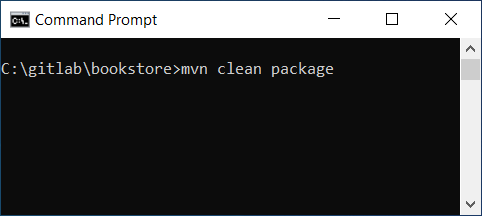 Command Prompt
C:\gitlab\bookstore>mvn clean package